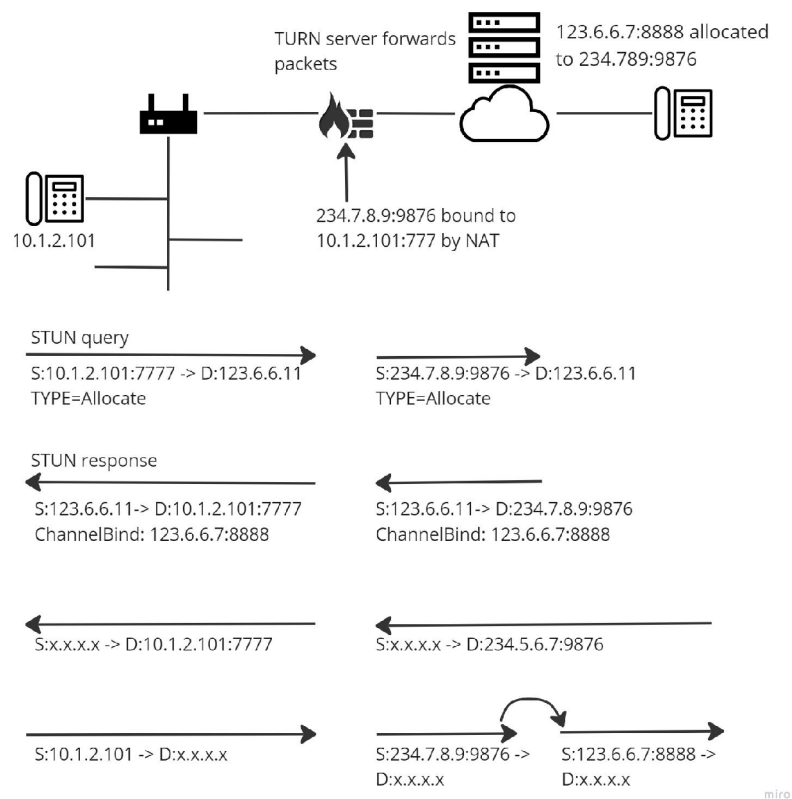 TURN server forwards
packets
123.6.6.7:8888 allocated
to 234.789:9876
10.1.2.101
234.7.8.9:9876 bound to
10.1.2.101:777 by NAT
STUN query
S:10.1.2.101:7777 -> D:123.6.6.11
TYPE=Allocate
S:234.7.8.9:9876 -> D:123.6.6.11
TYPE=Allocate
STUN response
S:123.6.6.11-> D:10.1.2.101:7777
ChannelBind: 123.6.6.7:8888
S:123.6.6.11-> D:234.7.8.9:9876
ChannelBind: 123.6.6.7:8888
S:x.x.x.x -> D:10.1.2.101:7777
S:x.x.x.x -> D:234.5.6.7:9876
S:10.1.2.101 -> D:x.x.x.x
S:234.7.8.9:9876 ->
D:x.x.x.x
S:123.6.6.7:8888 ->
D:x.x.x.x
miro